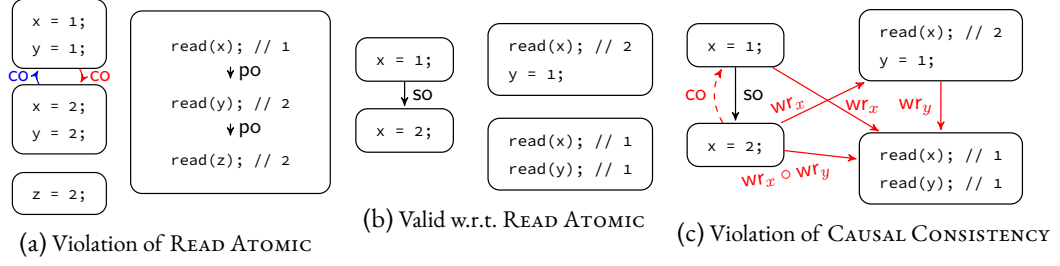 x = 1;
y = 1;
co
co
x = 2;
y = 2;
z = 2;
read(x); // 1
po
read(y); // 2
po
read(z); // 2
(a) Violation of READ ATOMIC
x = 1;
so
x = 2;
read(x); // 2
y = 1;
read(x); // 1
read(y); // 1
(b) Valid w.r.t. READ ATOMIC
x = 1;
co
so
x = 2;
wrₓ
wrₓ
wr_y
wrₓ ∘ wr_y
read(x); // 2
y = 1;
read(x); // 1
read(y); // 1
(c) Violation of CAUSAL CONSISTENCY